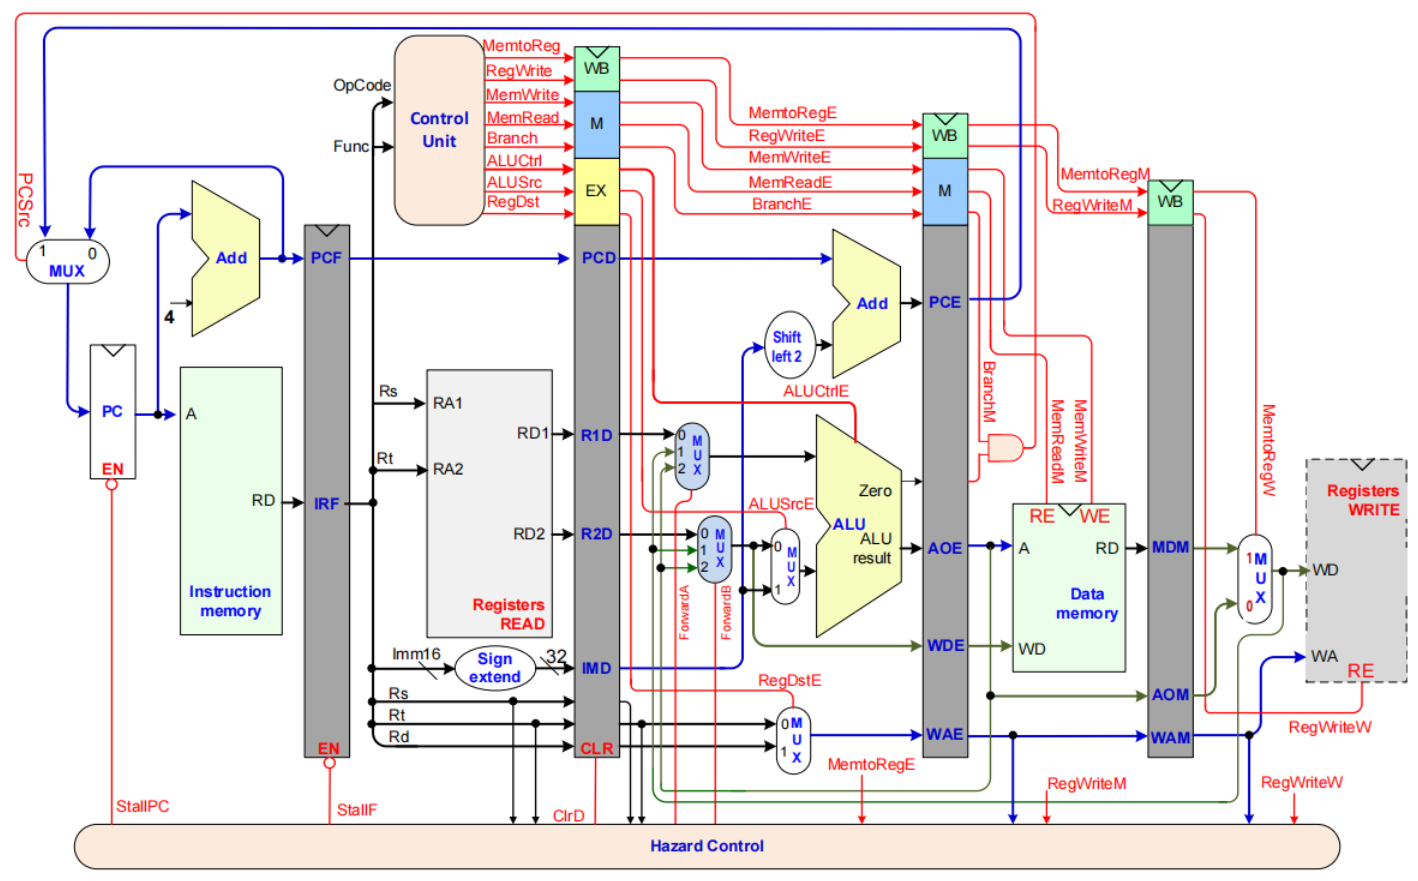 MemtoReg
RegWrite
MemWrite
MemRead
Branch
ALUCtrl
ALUSrc
RegDst
OpCode
Func
Control
Unit
WB
M
EX
MemtoRegE
RegWriteE
MemWriteE
MemReadE
BranchE
WB
M
MemtoRegM
RegWriteM
WB
PCSrc
1
0
MUX
Add
4
PCF
PCD
Add
PCE
Shift
left 2
PC
EN
A
RD
Instruction
memory
IRF
EN
Rs
Rt
RA1
RA2
RD1
RD2
Registers
READ
R1D
R2D
0
1
2
M
U
X
0
1
2
M
U
X
ALUCtrlE
ALUSrcE
0
1
M
U
X
Zero
ALU
ALU
result
BranchM
MemReadM
MemWriteM
MemtoRegW
RE
WE
A
RD
Data
memory
WD
AOE
WDE
WAE
MDM
AOM
WAM
1
0
M
U
X
Registers
WRITE
WD
WA
RE
RegWriteW
Imm16
Sign
extend
32
IMD
Rs
Rt
Rd
CLR
ForwardA
ForwardB
RegDstE
0
1
M
U
X
MemtoRegE
RegWriteM
RegWriteW
StallPC
StallF
ClrD
Hazard Control